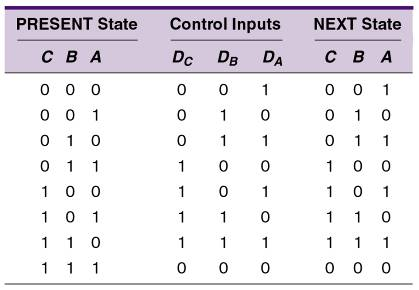 PRESENT State Control Inputs NEXT State
C B A DC DB DA C B A
0 0 0 0 0 1 0 0 1
0 0 1 0 1 0 0 1 0
0 1 0 0 1 1 0 1 1
0 1 1 1 0 0 1 0 0
1 0 0 1 0 1 1 0 1
1 0 1 1 1 0 1 1 0
1 1 0 1 1 1 1 1 1
1 1 1 0 0 0 0 0 0